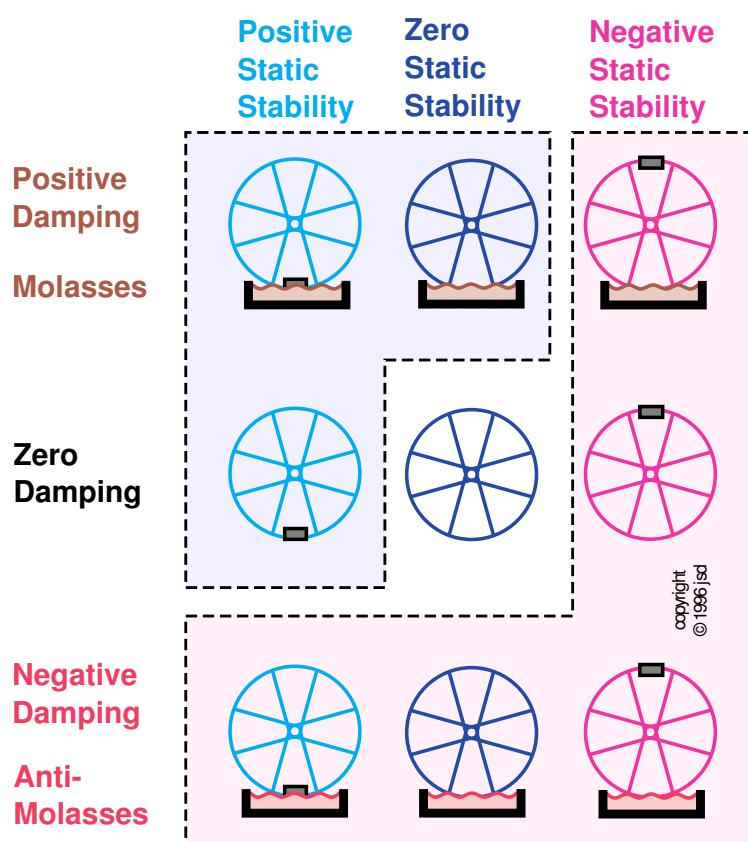 Positive
Static
Stability
Zero
Static
Stability
Negative
Static
Stability
Positive
Damping
Molasses
Zero
Damping
copyright
© 1996 jsd
Negative
Damping
Anti-
Molasses